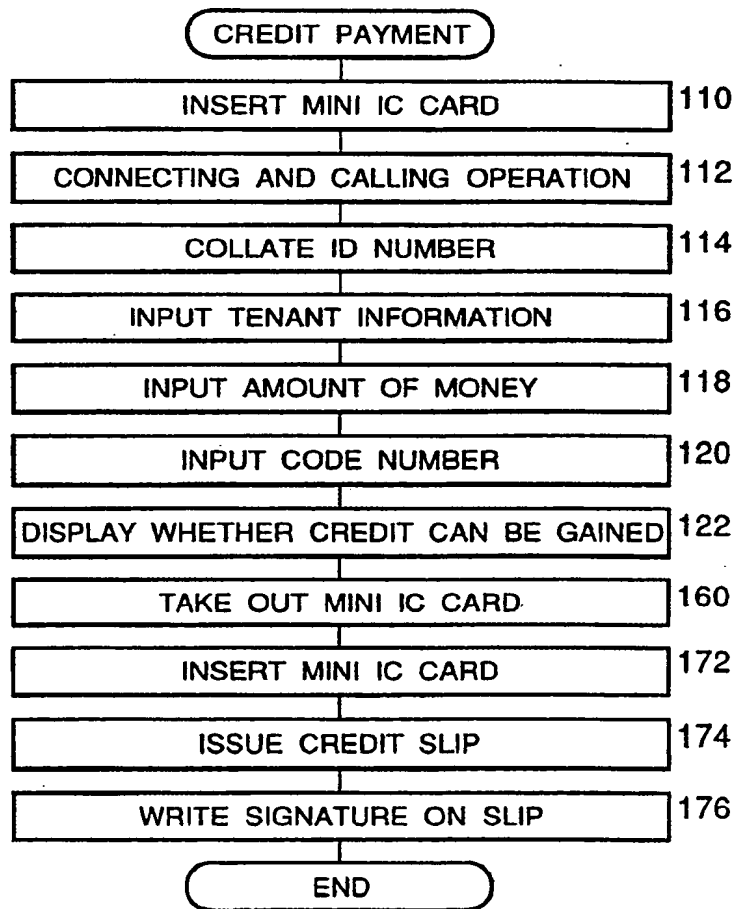 CREDIT PAYMENT
INSERT MINI IC CARD 110
CONNECTING AND CALLING OPERATION 112
COLLATE ID NUMBER 114
INPUT TENANT INFORMATION 116
INPUT AMOUNT OF MONEY 118
INPUT CODE NUMBER 120
DISPLAY WHETHER CREDIT CAN BE GAINED 122
TAKE OUT MINI IC CARD 160
INSERT MINI IC CARD 172
ISSUE CREDIT SLIP 174
WRITE SIGNATURE ON SLIP 176
END